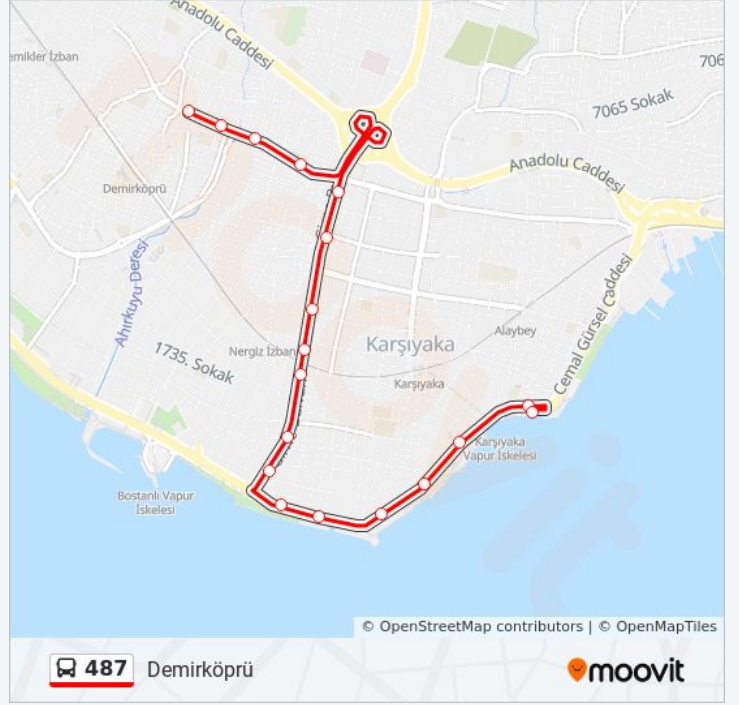 Anadolu Caddesi
emikler İzban
706
7065 Sokak
Anadolu Caddesi
Demirköprü
Ahırkuyu Deresi
Cemal Gürsel Caddesi
Alaybey
Karşıyaka
Nergiz İzban
1735. Sokak
Karşıyaka
Karşıyaka
Vapur İskelesi
Bostanlı Vapur
İskelesi
© OpenStreetMap contributors | © OpenMapTiles
487 Demirköprü
moovit